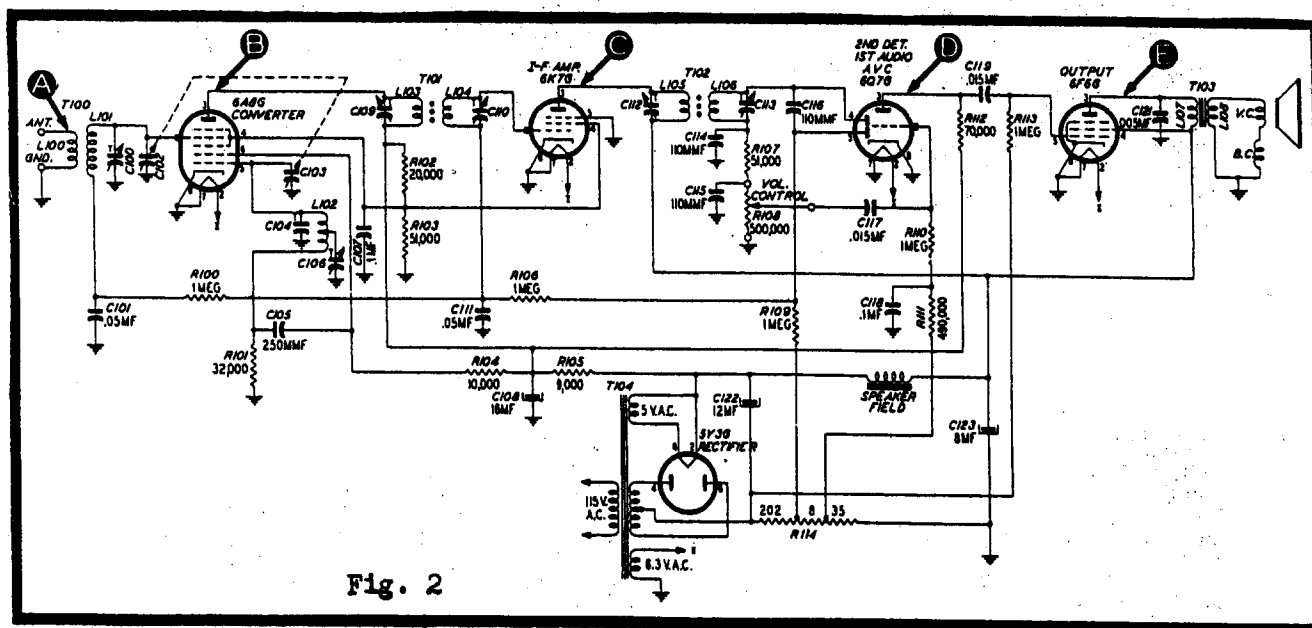 A
B
C
D
E
T100
ANT.
L100
GND.
L101
C100
C102
6A8G
CONVERTER
C103
L102
C104
C106
C101
.05MF
R100
1MEG
C105
250MMF
R101
32,000
C107
.1MF
T101
L103
L104
C109
C110
R102
20,000
R103
51,000
C111
.05MF
R106
1MEG
I-F AMP.
6K7G
T102
L105
L106
C112
C113
C114
110MMF
R107
51,000
C115
110MMF
VOL.
CONTROL
R108
500,000
C116
110MMF
2ND DET.
1ST AUDIO
A V C
6Q7G
C117
.015MF
R110
1MEG
C118
.1MF
R111
490,000
R109
1MEG
C119
.015MF
R112
70,000
R113
1MEG
OUTPUT
6F6G
C121
.005MF
T103
L107
L108
V.C.
B.C.
R104
10,000
R105
9,000
C108
16MF
T104
5 V.A.C.
5Y3G
RECTIFIER
115 V.
A.C.
6.3 V.A.C.
X
C122
12MF
SPEAKER
FIELD
C123
8MF
202
8
35
R114
Fig. 2